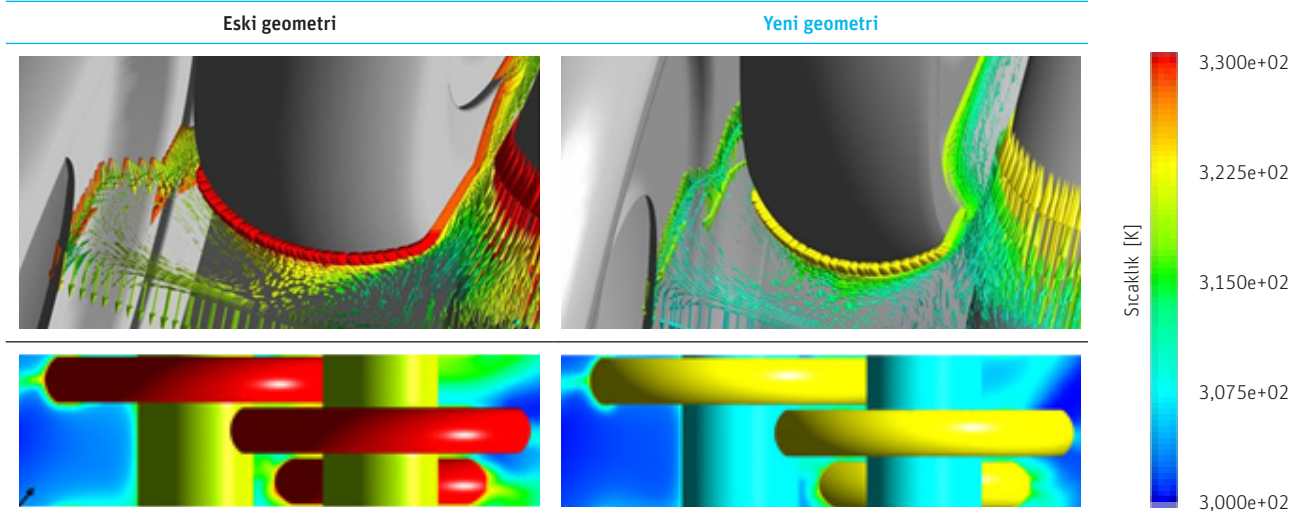 Eski geometri
Yeni geometri
Sıcaklık [K]
3,300e+02
3,225e+02
3,150e+02
3,075e+02
3,000e+02